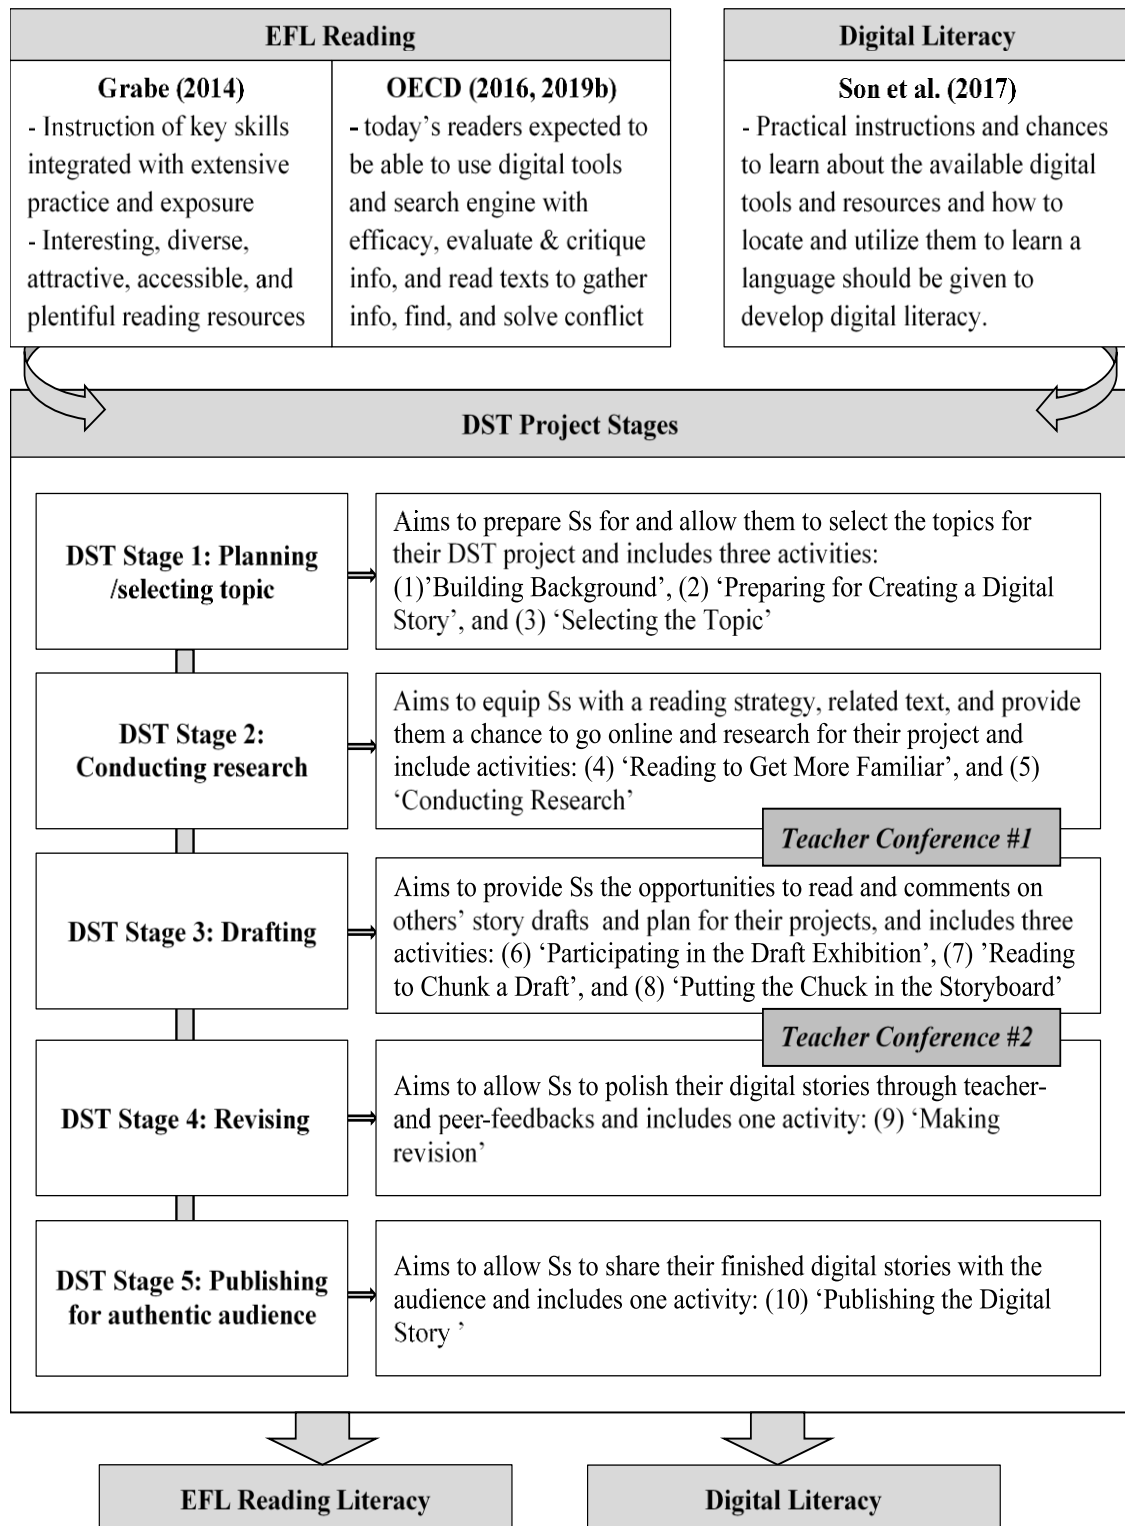 EFL Reading
Grabe (2014)
- Instruction of key skills
integrated with extensive
practice and exposure
- Interesting, diverse,
attractive, accessible, and
plentiful reading resources
OECD (2016, 2019b)
- today’s readers expected to
be able to use digital tools
and search engine with
efficacy, evaluate & critique
info, and read texts to gather
info, find, and solve conflict
Digital Literacy
Son et al. (2017)
- Practical instructions and chances
to learn about the available digital
tools and resources and how to
locate and utilize them to learn a
language should be given to
develop digital literacy.
DST Project Stages
DST Stage 1: Planning
/selecting topic
Aims to prepare Ss for and allow them to select the topics for
their DST project and includes three activities:
(1)’Building Background’, (2) ‘Preparing for Creating a Digital
Story’, and (3) ‘Selecting the Topic’
DST Stage 2:
Conducting research
Aims to equip Ss with a reading strategy, related text, and provide
them a chance to go online and research for their project and
include activities: (4) ‘Reading to Get More Familiar’, and (5)
‘Conducting Research’
Teacher Conference #1
DST Stage 3: Drafting
Aims to provide Ss the opportunities to read and comments on
others’ story drafts and plan for their projects, and includes three
activities: (6) ‘Participating in the Draft Exhibition’, (7) ’Reading
to Chunk a Draft’, and (8) ‘Putting the Chuck in the Storyboard’
Teacher Conference #2
DST Stage 4: Revising
Aims to allow Ss to polish their digital stories through teacher-
and peer-feedbacks and includes one activity: (9) ‘Making
revision’
DST Stage 5: Publishing
for authentic audience
Aims to allow Ss to share their finished digital stories with the
audience and includes one activity: (10) ‘Publishing the Digital
Story ’
EFL Reading Literacy
Digital Literacy